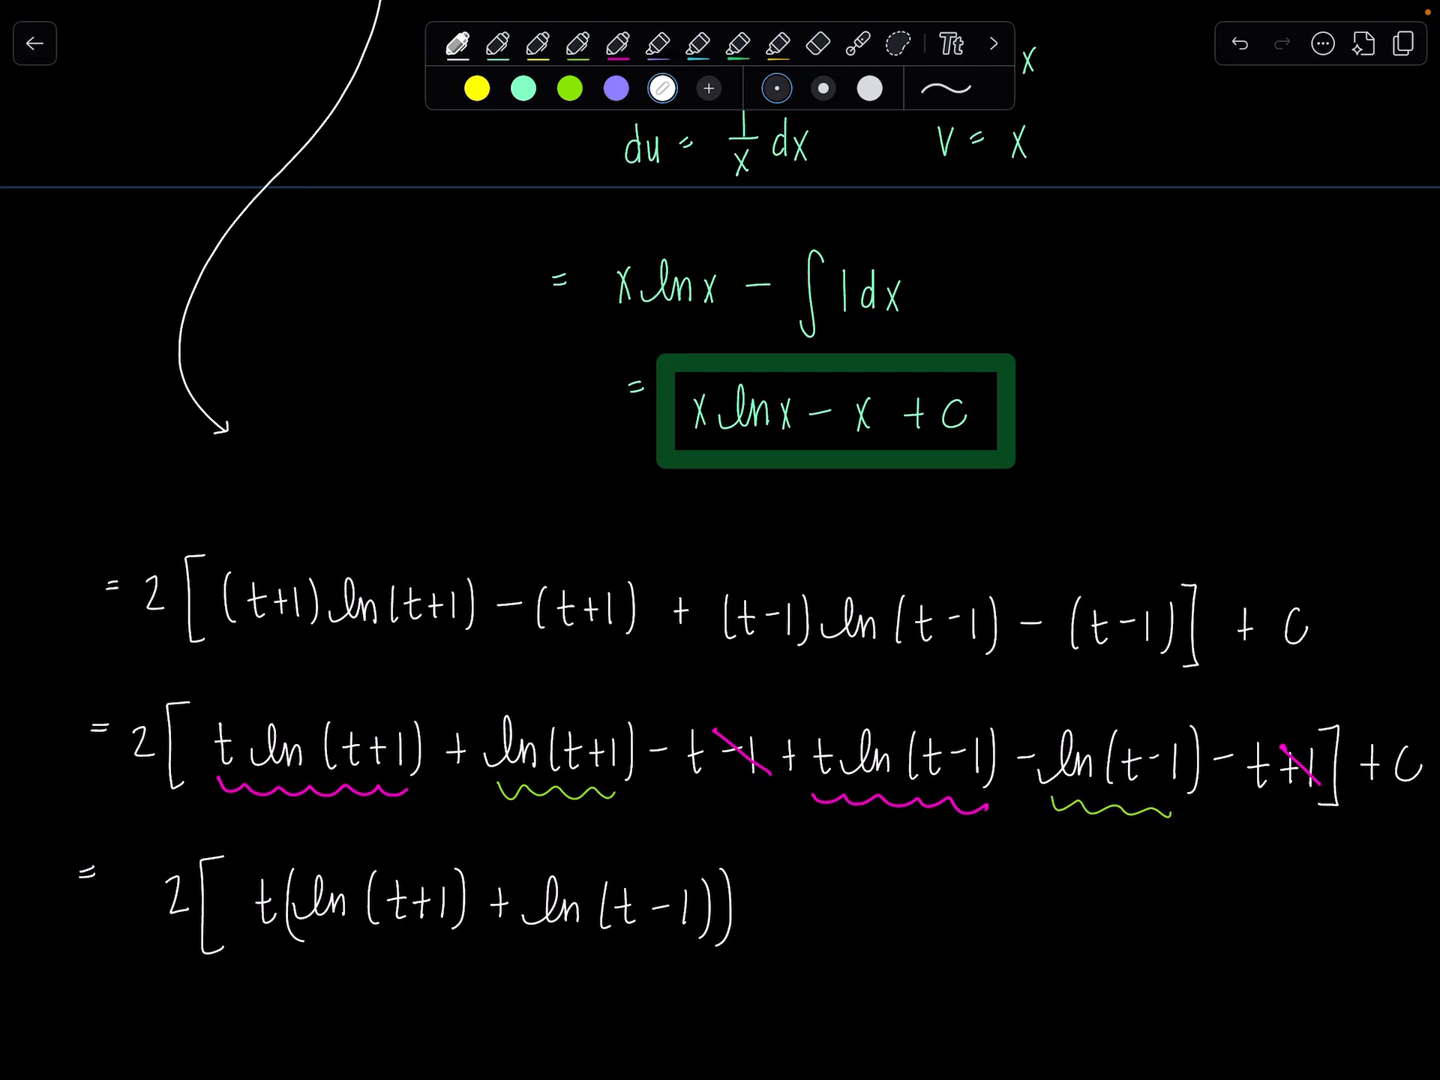 Tt
x
du = 1/x dx v = x
= x ln x - ∫ 1 dx
= x ln x - x + C
= 2[(t+1) ln(t+1) - (t+1) + (t-1) ln(t-1) - (t-1)] + C
= 2[t ln(t+1) + ln(t+1) - t - 1 + t ln(t-1) - ln(t-1) - t + 1] + C
= 2[t(ln(t+1) + ln(t-1))